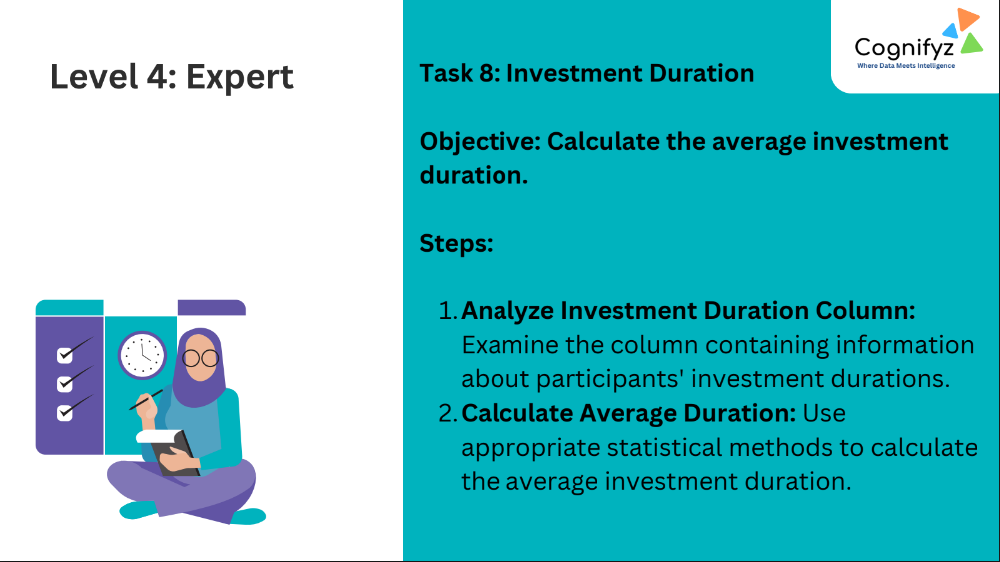 Level 4: Expert
Cognifyz
Where Data Meets Intelligence
Task 8: Investment Duration
Objective: Calculate the average investment
duration.
Steps:
1. Analyze Investment Duration Column:
Examine the column containing information
about participants' investment durations.
2. Calculate Average Duration: Use
appropriate statistical methods to calculate
the average investment duration.